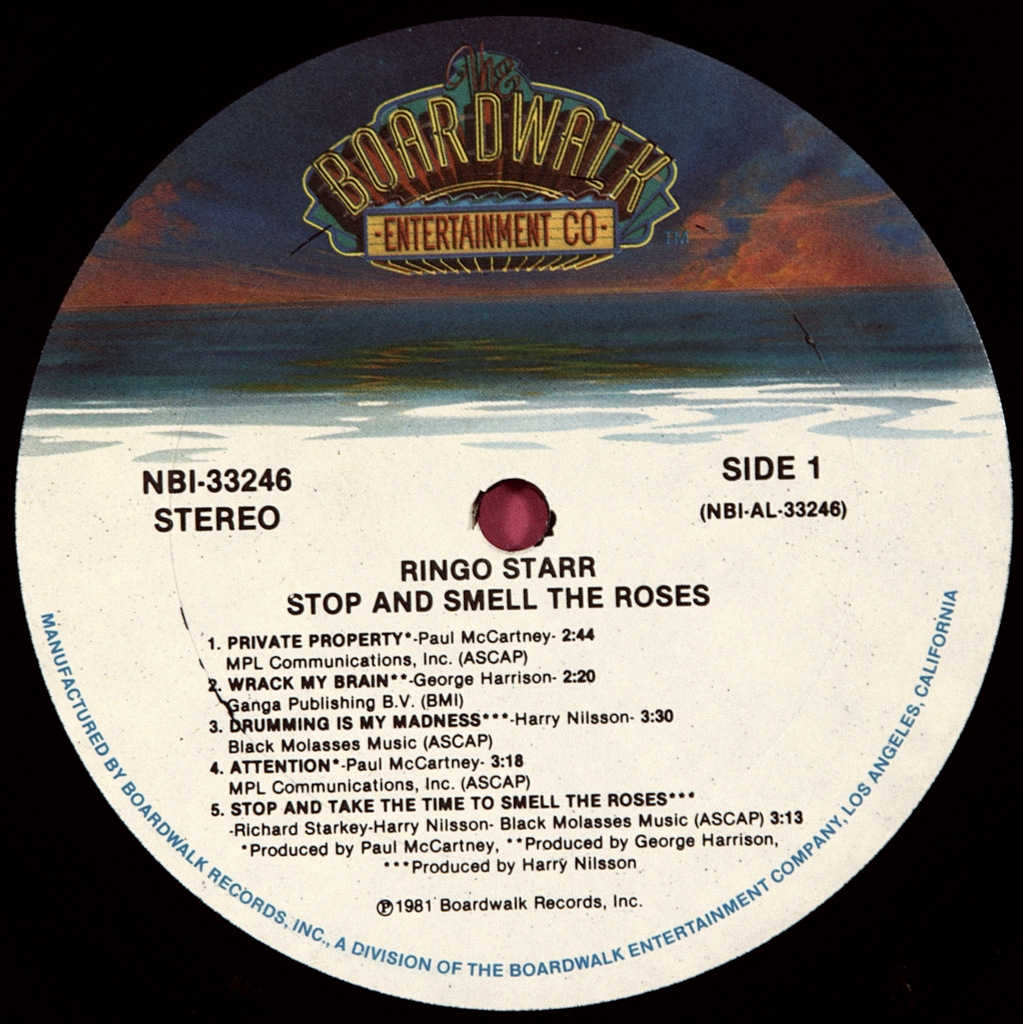 The
BOARDWALK
-ENTERTAINMENT CO-
TM
NBI-33246
STEREO
SIDE 1
(NBI-AL-33246)
RINGO STARR
STOP AND SMELL THE ROSES
1. PRIVATE PROPERTY*-Paul McCartney- 2:44
MPL Communications, Inc. (ASCAP)
2. WRACK MY BRAIN**-George Harrison- 2:20
Ganga Publishing B.V. (BMI)
3. DRUMMING IS MY MADNESS***-Harry Nilsson- 3:30
Black Molasses Music (ASCAP)
4. ATTENTION*-Paul McCartney- 3:18
MPL Communications, Inc. (ASCAP)
5. STOP AND TAKE THE TIME TO SMELL THE ROSES***
-Richard Starkey-Harry Nilsson- Black Molasses Music (ASCAP) 3:13
*Produced by Paul McCartney, **Produced by George Harrison,
***Produced by Harry Nilsson
℗1981 Boardwalk Records, Inc.
MANUFACTURED BY BOARDWALK RECORDS, INC., A DIVISION OF THE BOARDWALK ENTERTAINMENT COMPANY, LOS ANGELES, CALIFORNIA